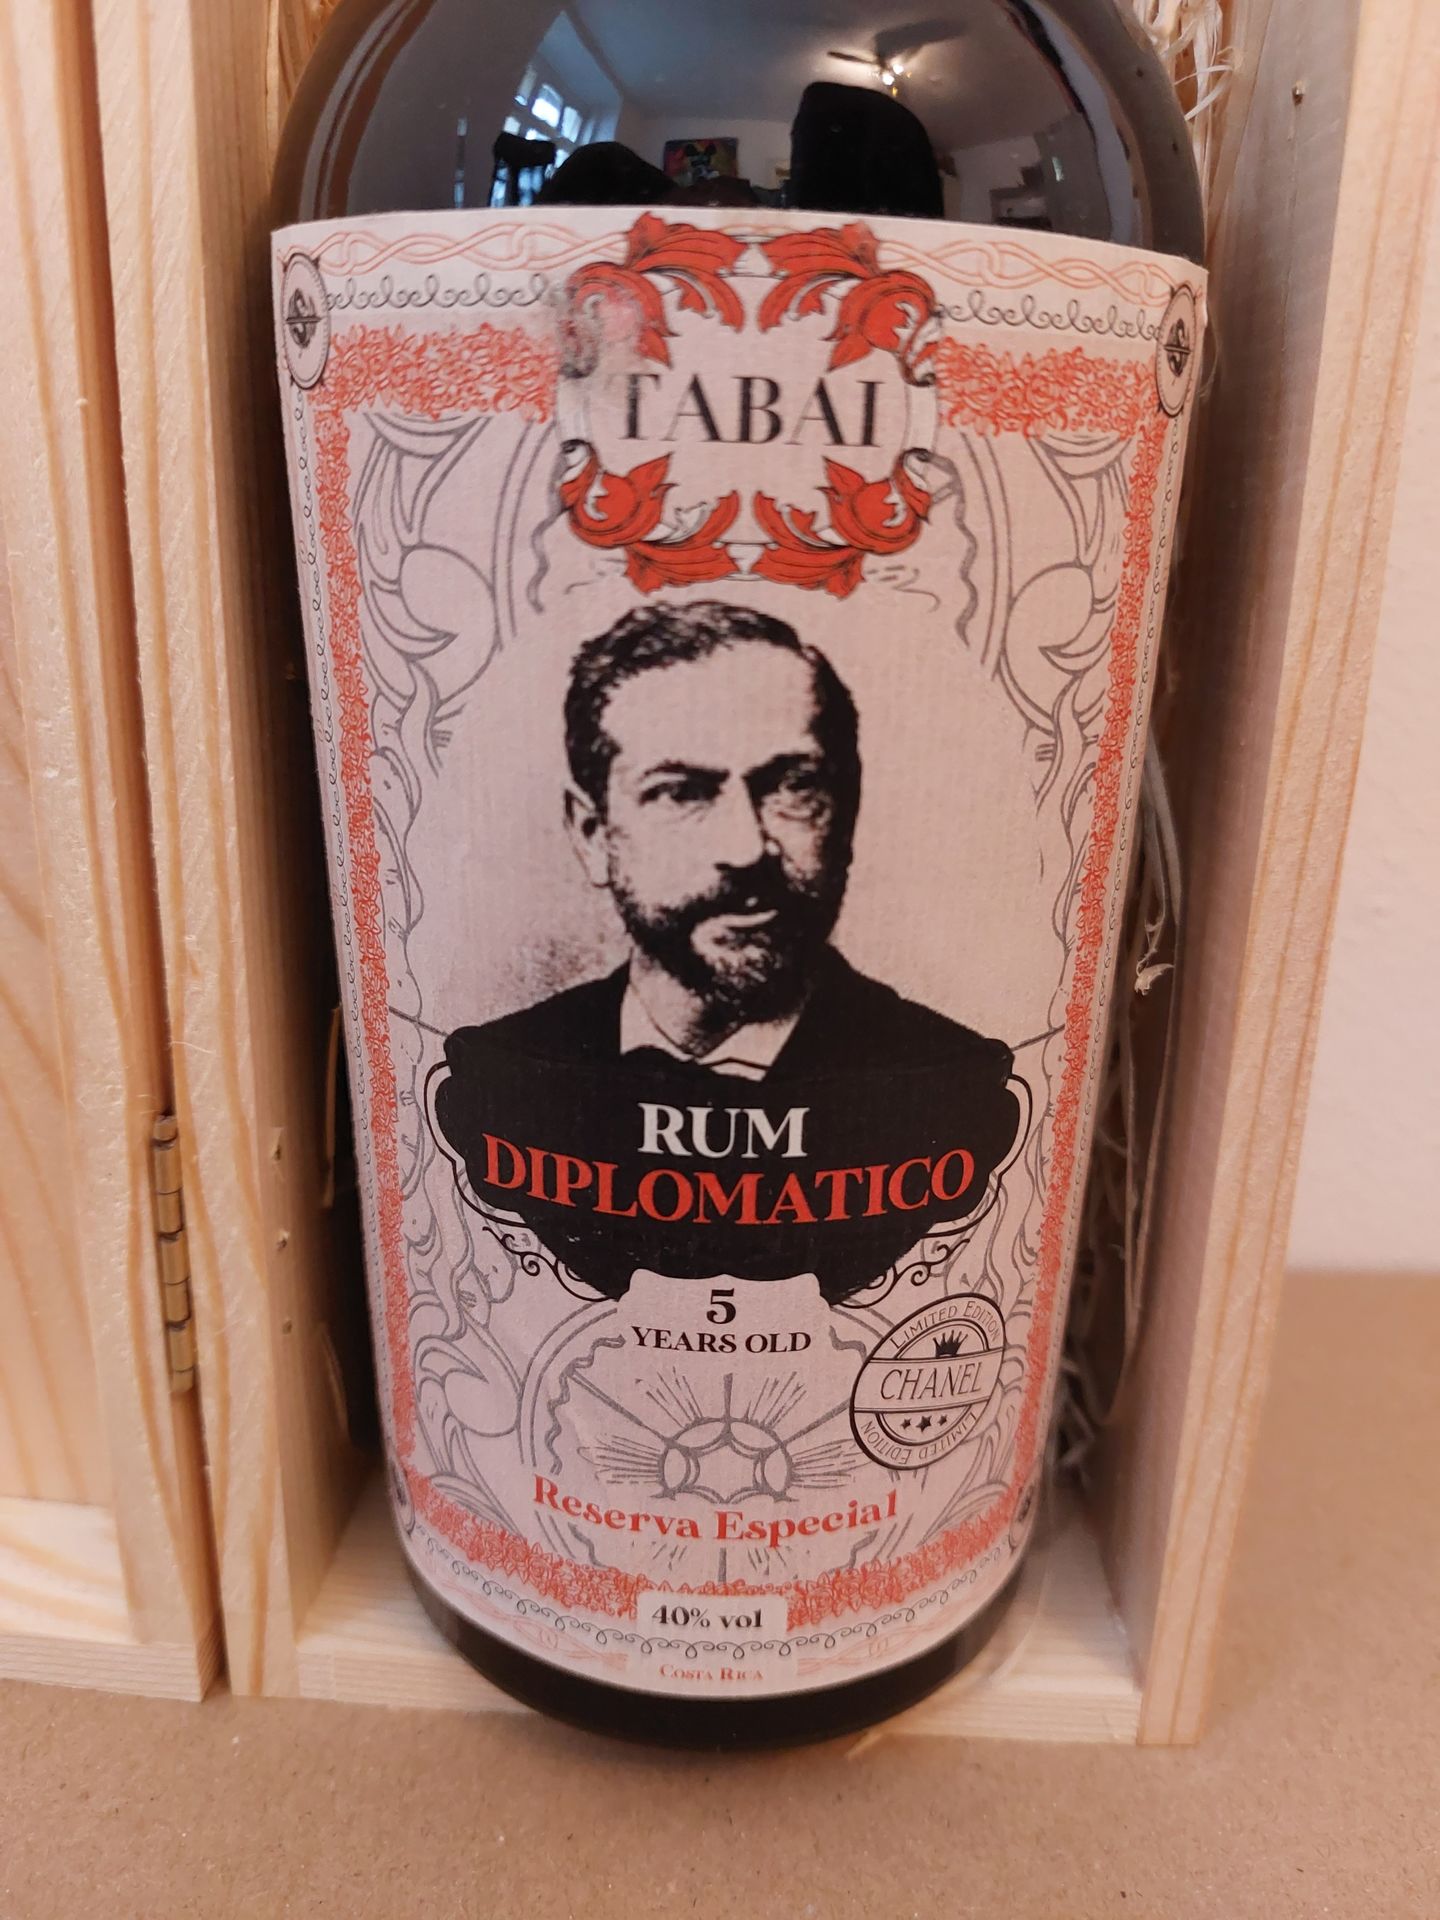 TABAI
RUM
DIPLOMATICO
5
YEARS OLD
LIMITED EDITION
CHANEL
LIMITED EDITION
Reserva Especial
40% vol
COSTA RICA